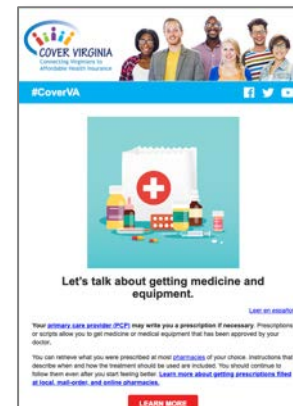 COVER VIRGINIA
Connecting Virginians to
Affordable Health Insurance
#CoverVA
Let's talk about getting medicine and
equipment.
Leer en español
Your primary care provider (PCP) may write you a prescription if necessary. Prescriptions
or scripts allow you to get medicine or medical equipment that has been approved by your
doctor.
You can retrieve what you were prescribed at most pharmacies of your choice. Instructions that
describe when and how the treatment should be used are included. You should continue to
follow them even after you start feeling better. Learn more about getting prescriptions filled
at local, mail-order, and online pharmacies.
LEARN MORE